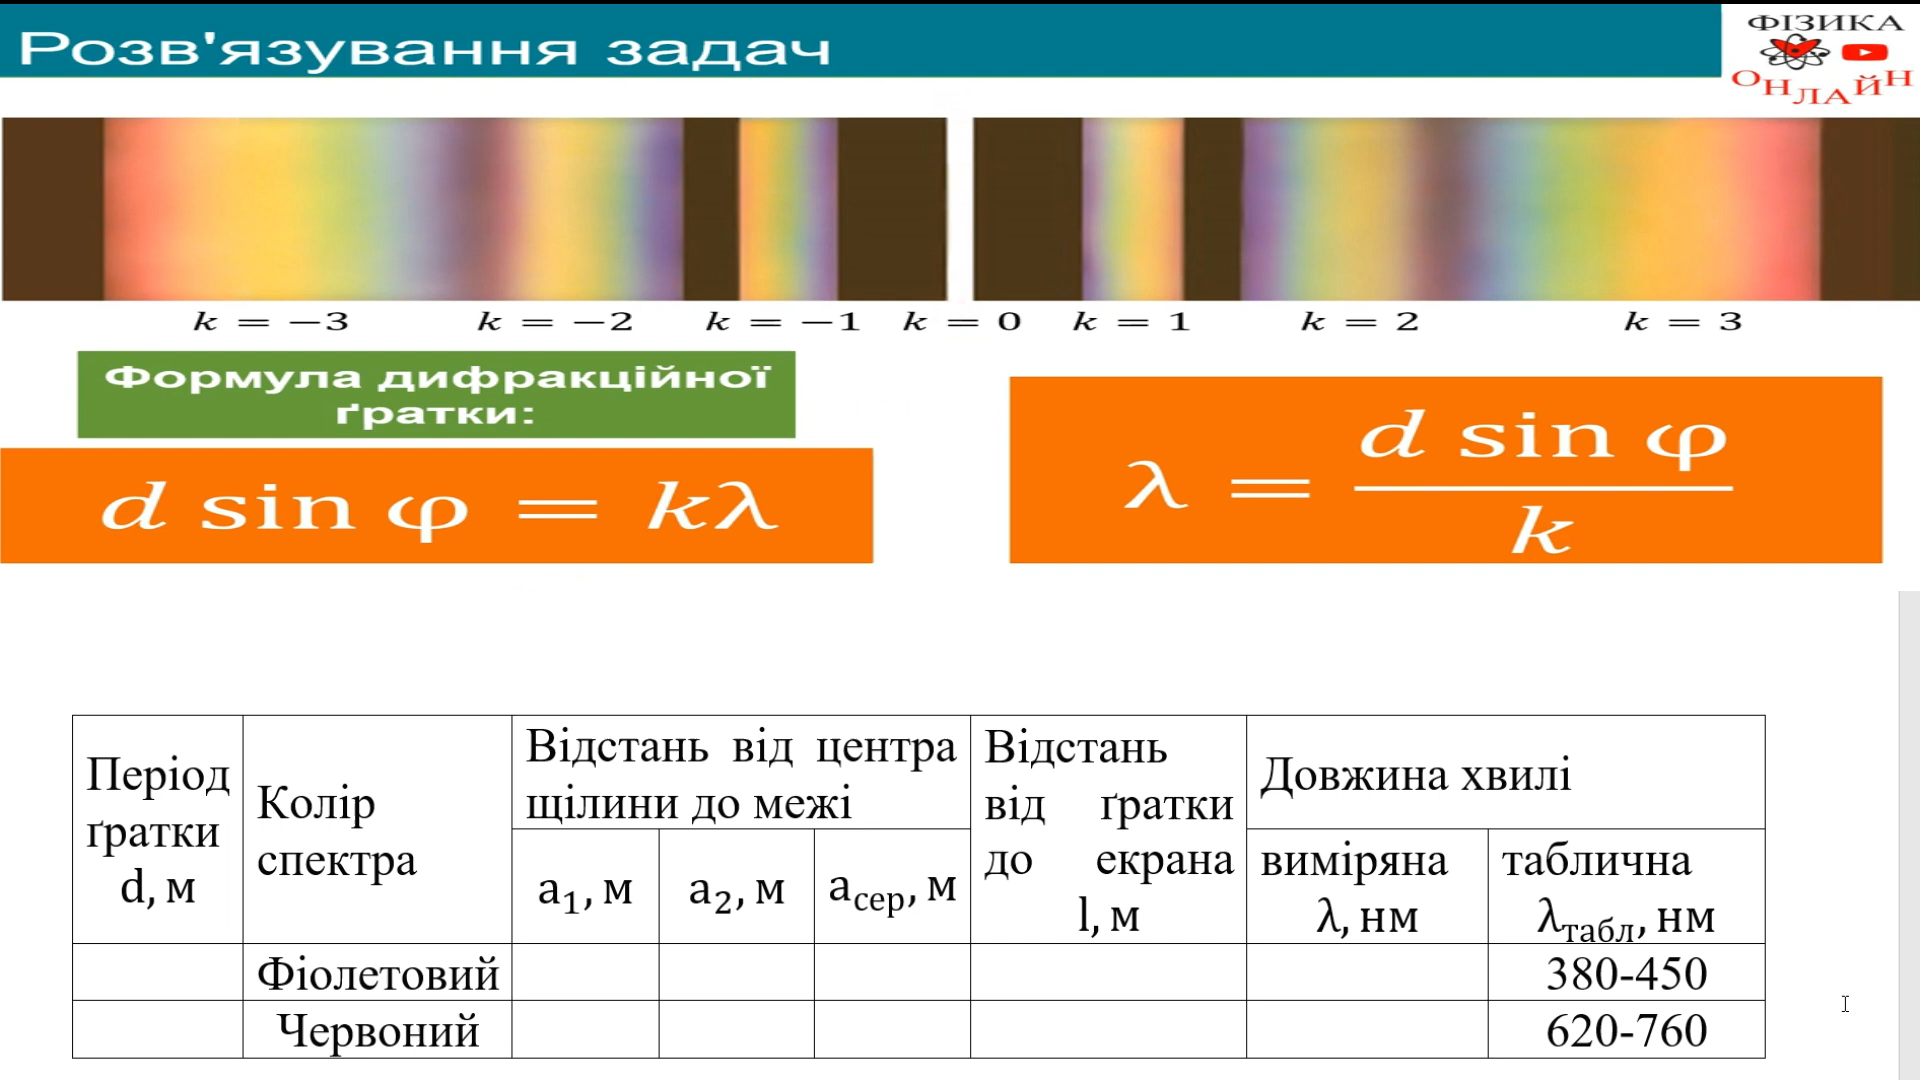 Розв'язування задач
ФІЗИКА
ОНЛАЙН
k = −3
k = −2
k = −1
k = 0
k = 1
k = 2
k = 3
Формула дифракційної
ґратки:
d sin φ = kλ
λ = d sin φ / k
Період
ґратки
d, м
Колір
спектра
Відстань від центра
щілини до межі
a₁, м
a₂, м
aсер, м
Відстань
від ґратки
до екрана
l, м
Довжина хвилі
виміряна
λ, нм
таблична
λтабл, нм
Фіолетовий
380-450
Червоний
620-760